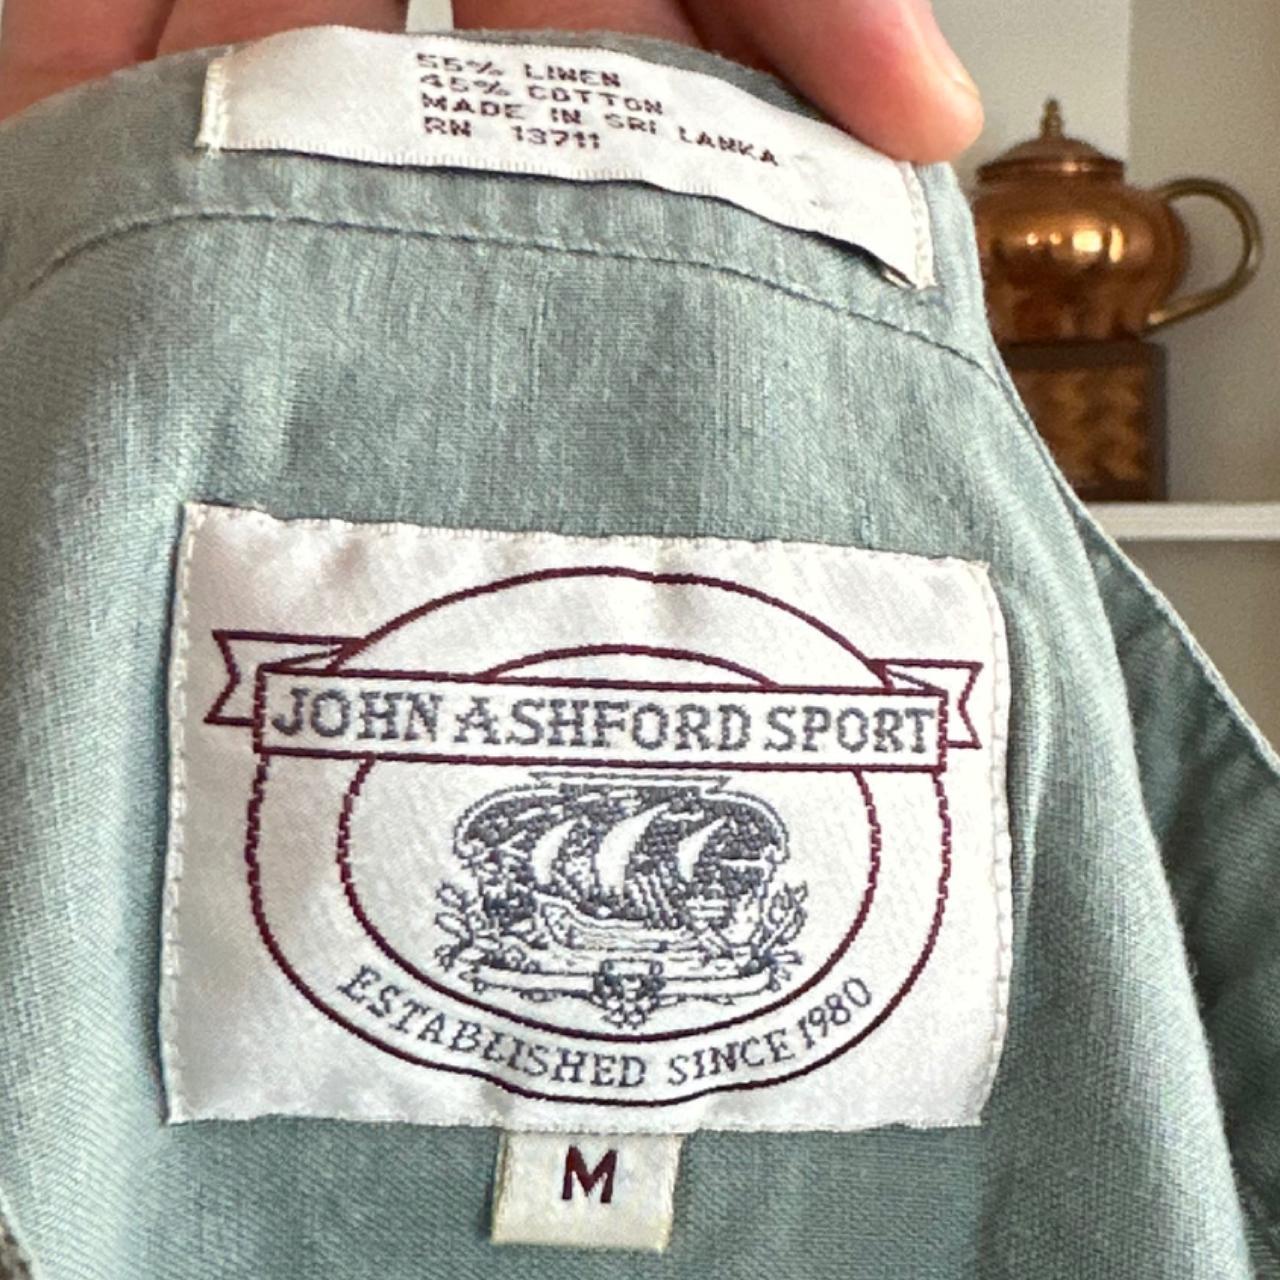 55% LINEN
45% COTTON
MADE IN SRI LANKA
RN 13711
JOHN ASHFORD SPORT
ESTABLISHED SINCE 1980
M